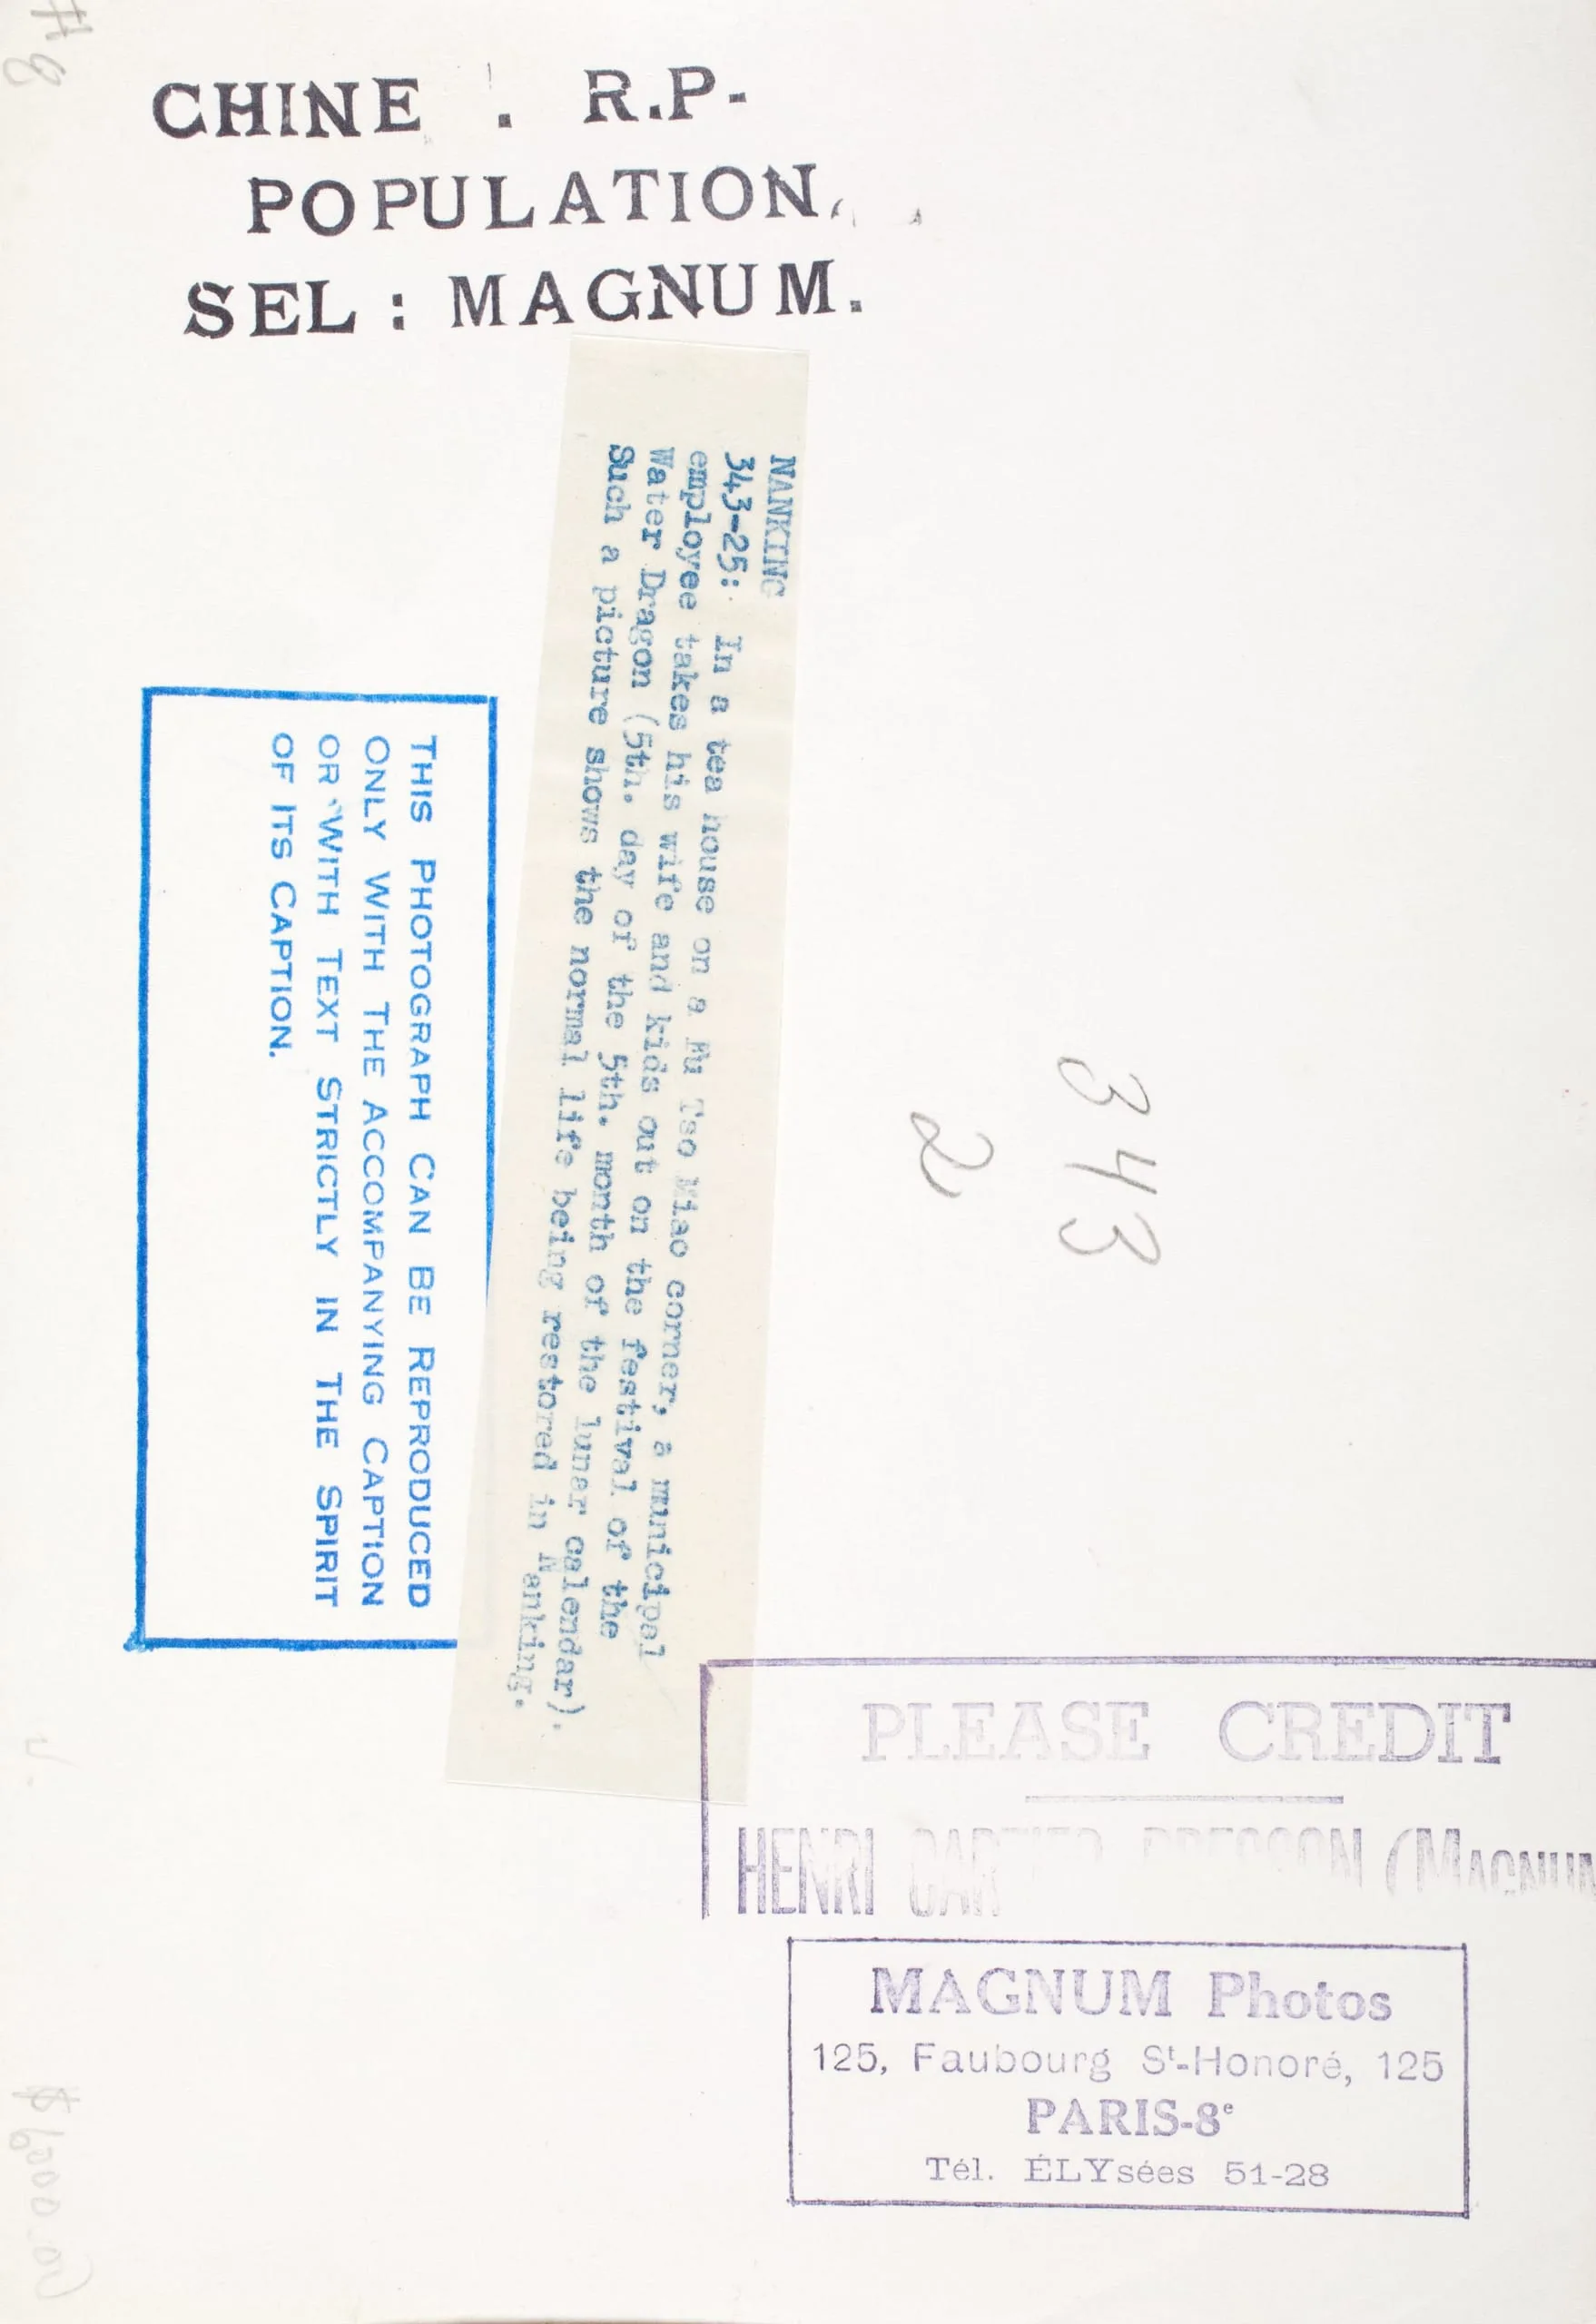 #8
CHINE . R.P-
POPULATION.
SEL : MAGNUM.
NANKING
343-25: In a tea house on a Fu Tso Miao corner, a municipal
employee takes his wife and kids out on the festival of the
Water Dragon (5th. day of the 5th. month of the lunar calendar).
Such a picture shows the normal life being restored in Nanking.
THIS PHOTOGRAPH CAN BE REPRODUCED
ONLY WITH THE ACCOMPANYING CAPTION
OR WITH TEXT STRICTLY IN THE SPIRIT
OF ITS CAPTION.
343
2
PLEASE CREDIT
HENRI CARTIER BRESSON (MAGNUM
MAGNUM Photos
125, Faubourg St-Honoré, 125
PARIS-8e
Tél. ÉLYsées 51-28